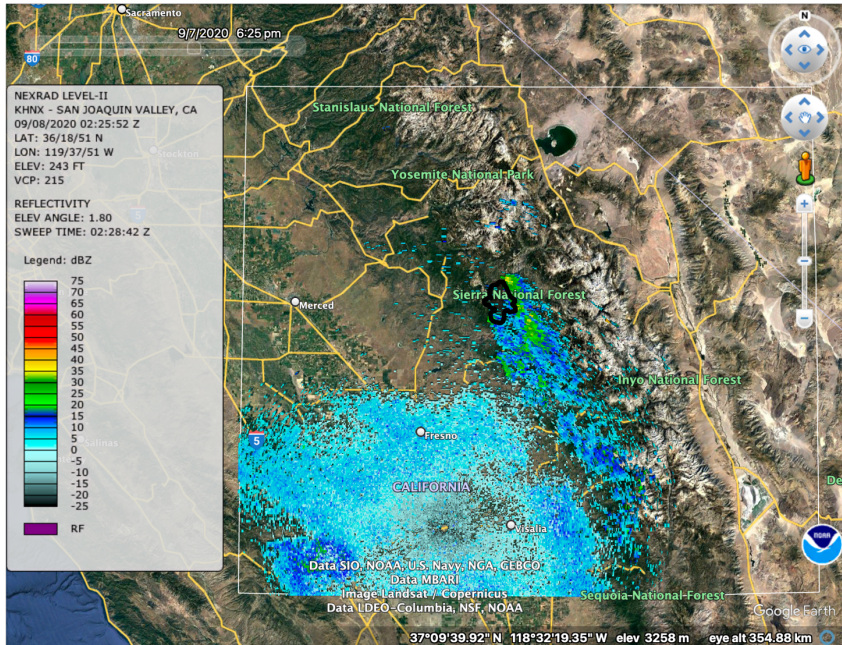 Sacramento
9/7/2020 6:25 pm
N
80
NEXRAD LEVEL-II
KHNX - SAN JOAQUIN VALLEY, CA
09/08/2020 02:25:52 Z
LAT: 36/18/51 N
LON: 119/37/51 W
ELEV: 243 FT
VCP: 215
REFLECTIVITY
ELEV ANGLE: 1.80
SWEEP TIME: 02:28:42 Z
Legend: dBZ
75
70
65
60
55
50
45
40
35
30
25
20
15
10
5
0
-5
-10
-15
-20
-25
RF
Stockton
5
Salinas
Stanislaus National Forest
Yosemite National Park
Merced
Sierra National Forest
Inyo National Forest
5
Fresno
CALIFORNIA
Visalia
De
NOAA
Data SIO, NOAA, U.S. Navy, NGA, GEBCO
Data MBARI
Image Landsat / Copernicus
Data LDEO-Columbia, NSF, NOAA
Sequoia National Forest
Google Earth
37°09'39.92" N 118°32'19.35" W elev 3258 m eye alt 354.88 km